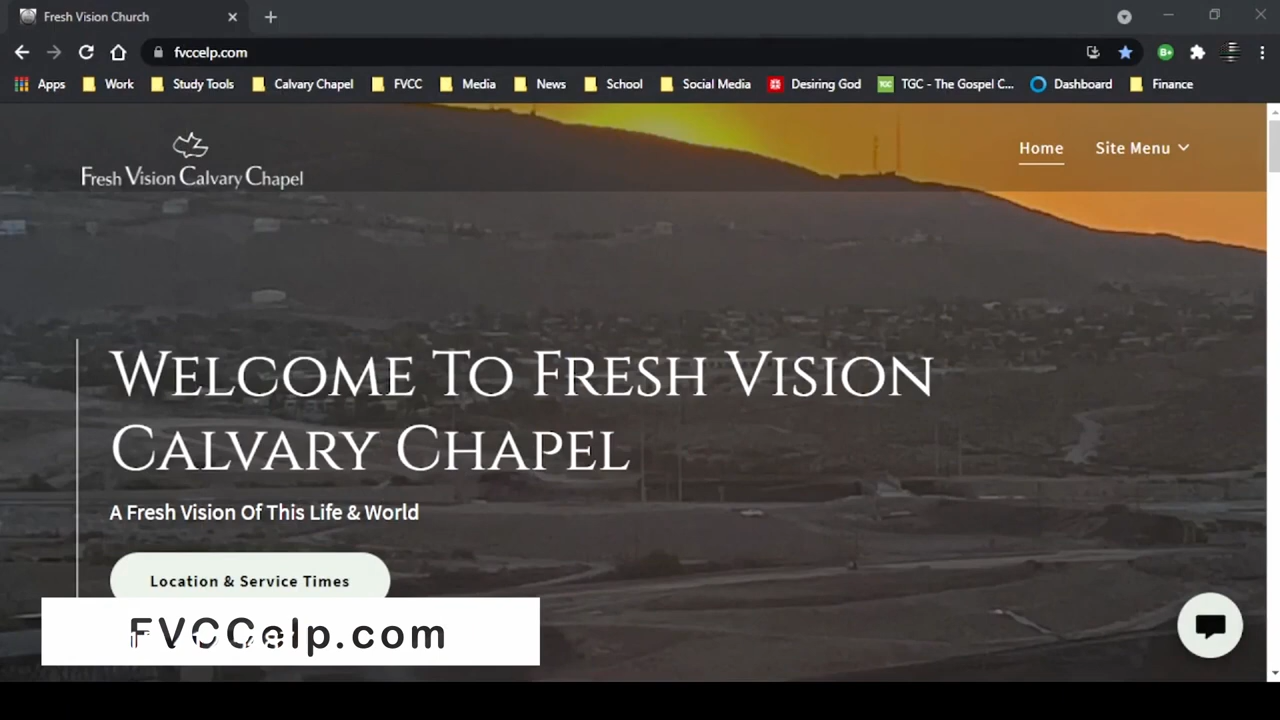 Fresh Vision Church
fvccelp.com
Apps Work Study Tools Calvary Chapel FVCC Media News School Social Media Desiring God TGC - The Gospel C... Dashboard Finance
Fresh Vision Calvary Chapel
Home Site Menu
Welcome To Fresh Vision
Calvary Chapel
A Fresh Vision Of This Life & World
Location & Service Times
FVCCelp.com